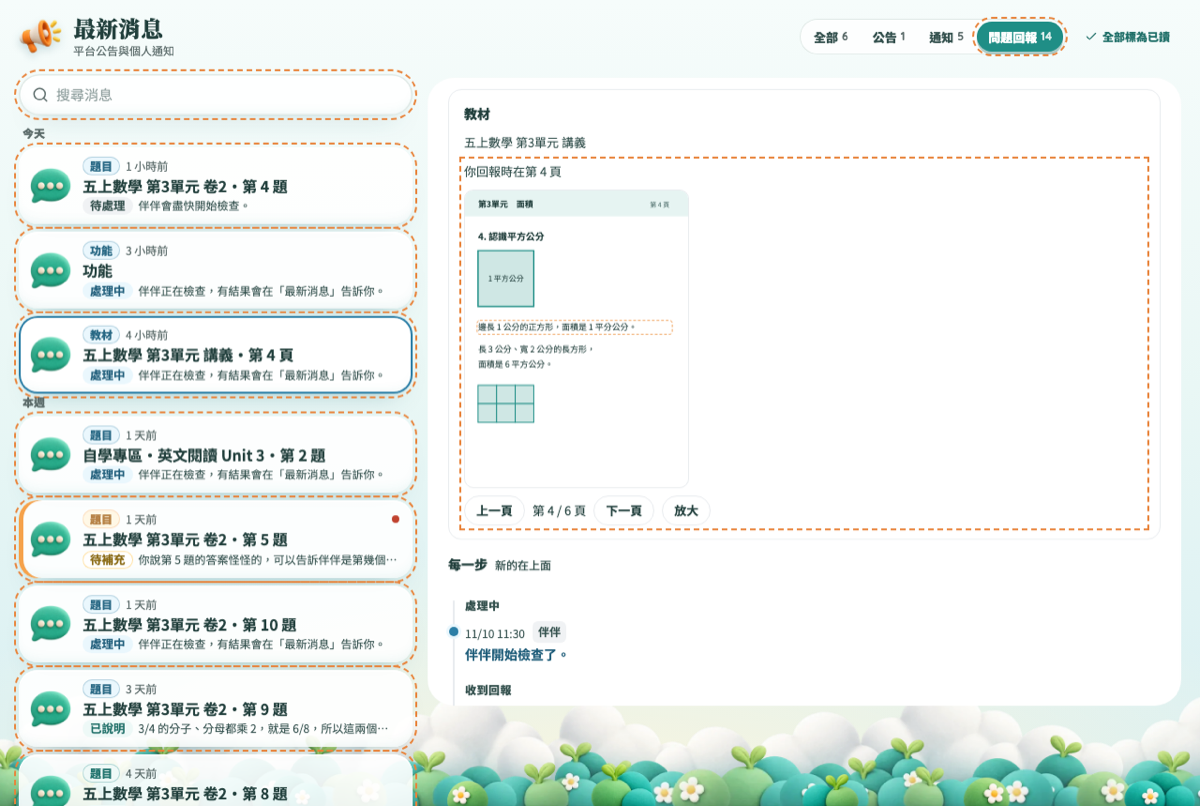 最新消息
平台公告與個人通知
全部 6
公告 1
通知 5
問題回報 14
全部標為已讀
搜尋消息
今天
題目 1 小時前
五上數學 第3單元 卷2・第 4 題
待處理 伴伴會盡快開始檢查。
功能 3 小時前
功能
處理中 伴伴正在檢查，有結果會在「最新消息」告訴你。
教材 4 小時前
五上數學 第3單元 講義・第 4 頁
處理中 伴伴正在檢查，有結果會在「最新消息」告訴你。
本週
題目 1 天前
自學專區・英文閱讀 Unit 3・第 2 題
處理中 伴伴正在檢查，有結果會在「最新消息」告訴你。
題目 1 天前
五上數學 第3單元 卷2・第 5 題
待補充 你說第 5 題的答案怪怪的，可以告訴伴伴是第幾個…
題目 1 天前
五上數學 第3單元 卷2・第 10 題
處理中 伴伴正在檢查，有結果會在「最新消息」告訴你。
題目 3 天前
五上數學 第3單元 卷2・第 9 題
已說明 3/4 的分子、分母都乘 2，就是 6/8，所以這兩個…
題目 4 天前
五上數學 第3單元 卷2・第 8 題
教材
五上數學 第3單元 講義
你回報時在第 4 頁
第3單元 面積
第 4 頁
4. 認識平方公分
1 平方公分
邊長 1 公分的正方形，面積是 1 平分公分。
長 3 公分、寬 2 公分的長方形，
面積是 6 平方公分。
上一頁 第 4 / 6 頁 下一頁 放大
每一步 新的在上面
處理中
11/10 11:30 伴伴
伴伴開始檢查了。
收到回報